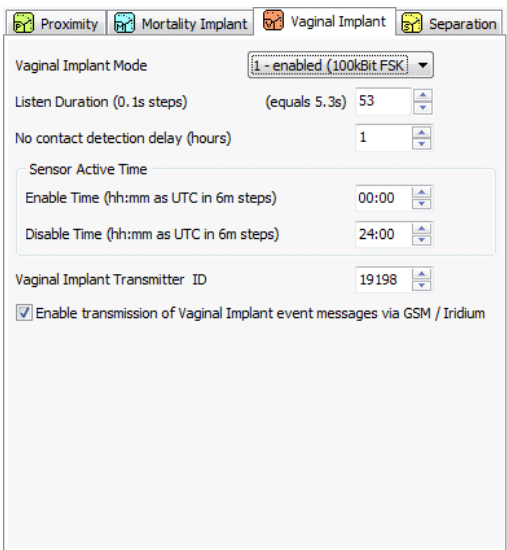 Proximity Mortality Implant Vaginal Implant Separation
Vaginal Implant Mode 1 - enabled (100kBit FSK)
Listen Duration (0.1s steps) (equals 5.3s) 53
No contact detection delay (hours) 1
Sensor Active Time
Enable Time (hh:mm as UTC in 6m steps) 00:00
Disable Time (hh:mm as UTC in 6m steps) 24:00
Vaginal Implant Transmitter ID 19198
Enable transmission of Vaginal Implant event messages via GSM / Iridium